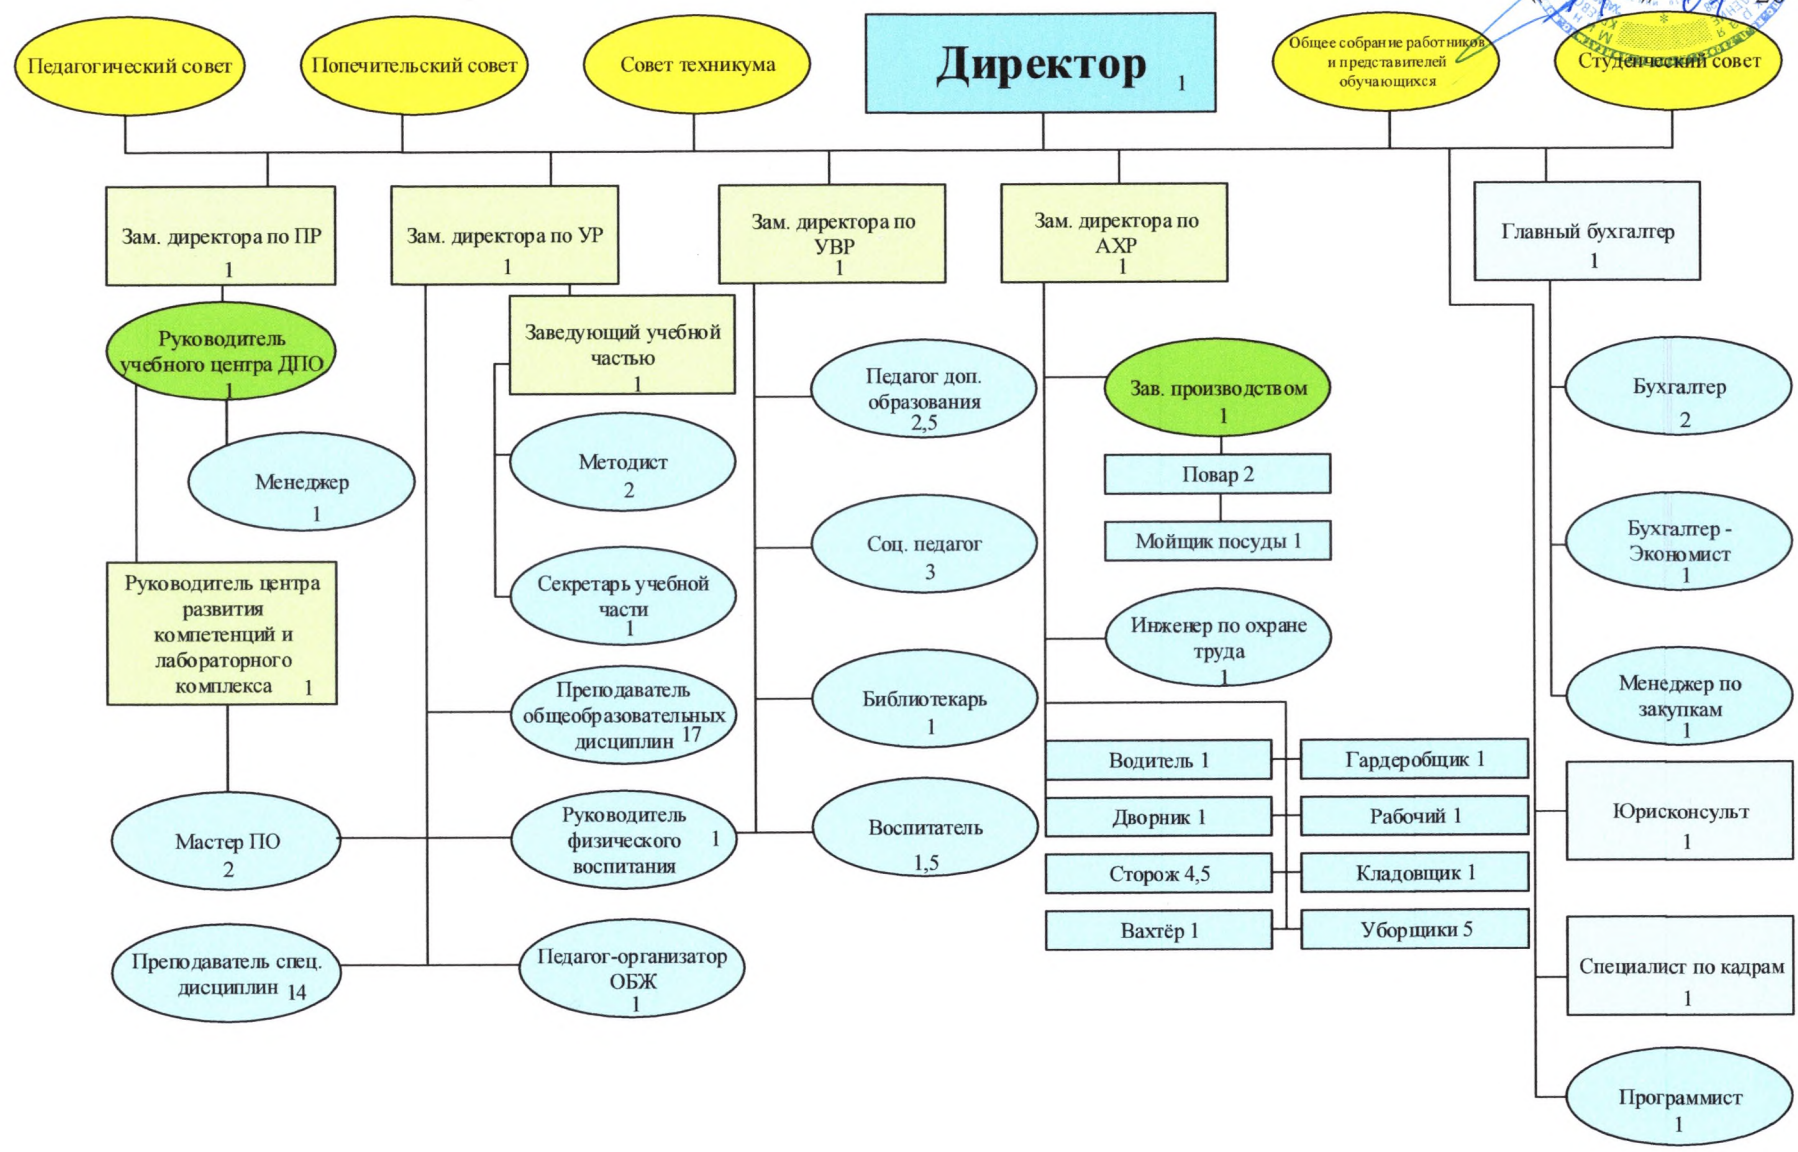 Педагогический совет
Попечительский совет
Совет техникума
Директор 1
Общее собрание работников
и представителей
обучающихся
Студенческий совет
Зам. директора по ПР
1
Зам. директора по УР
1
Зам. директора по
УВР
1
Зам. директора по
АХР
1
Главный бухгалтер
1
Руководитель
учебного центра ДПО
1
Менеджер
1
Руководитель центра
развития
компетенций и
лабораторного
комплекса 1
Мастер ПО
2
Преподаватель спец.
дисциплин 14
Заведующий учебной
частью
1
Методист
2
Секретарь учебной
части
1
Преподаватель
общеобразовательных
дисциплин 17
Руководитель
физического 1
воспитания
Педагог-организатор
ОБЖ
1
Педагог доп.
образования
2,5
Соц. педагог
3
Библиотекарь
1
Воспитатель
1,5
Зав. производством
1
Повар 2
Мойщик посуды 1
Инженер по охране
труда
1
Водитель 1
Гардеробщик 1
Дворник 1
Рабочий 1
Сторож 4,5
Кладовщик 1
Вахтёр 1
Уборщики 5
Бухгалтер
2
Бухгалтер -
Экономист
1
Менеджер по
закупкам
1
Юрисконсульт
1
Специалист по кадрам
1
Программист
1